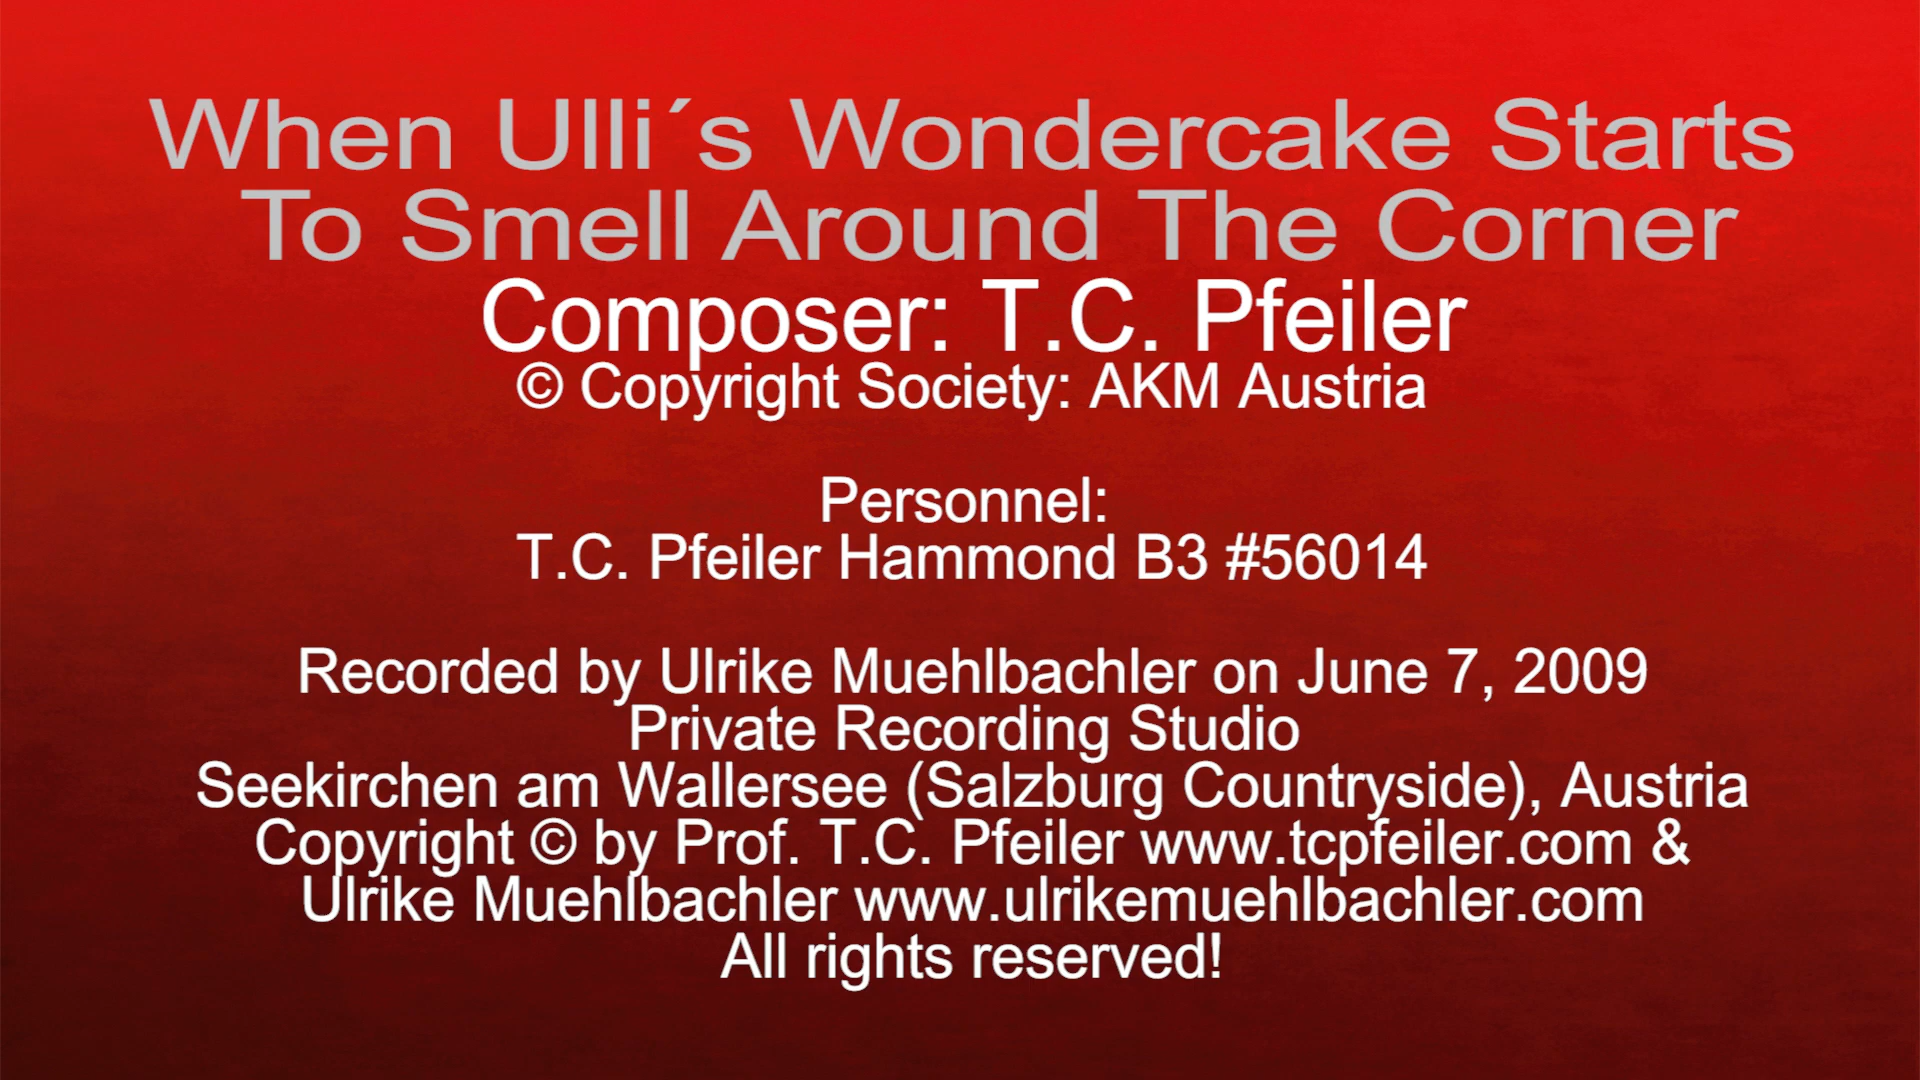 When Ulli´s Wondercake Starts
To Smell Around The Corner
Composer: T.C. Pfeiler
© Copyright Society: AKM Austria
Personnel:
T.C. Pfeiler Hammond B3 #56014
Recorded by Ulrike Muehlbachler on June 7, 2009
Private Recording Studio
Seekirchen am Wallersee (Salzburg Countryside), Austria
Copyright © by Prof. T.C. Pfeiler www.tcpfeiler.com &
Ulrike Muehlbachler www.ulrikemuehlbachler.com
All rights reserved!